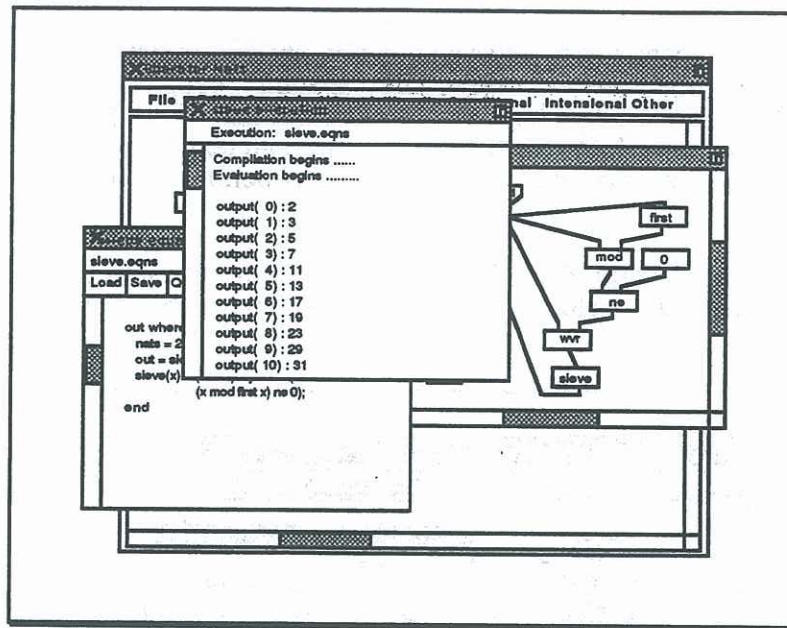 File
nal Intensional Other
Execution: sieve.eqns
Compilation begins ......
Evaluation begins .........
output( 0) : 2
output( 1) : 3
output( 2) : 5
output( 3) : 7
output( 4) : 11
output( 5) : 13
output( 6) : 17
output( 7) : 19
output( 8) : 23
output( 9) : 29
output( 10) : 31
first
mod 0
ne
wvr
sieve
sieve.eqns
Load Save Q
out where
nats = 2
out = sie
sieve(x)
(x mod first x) ne 0);
end